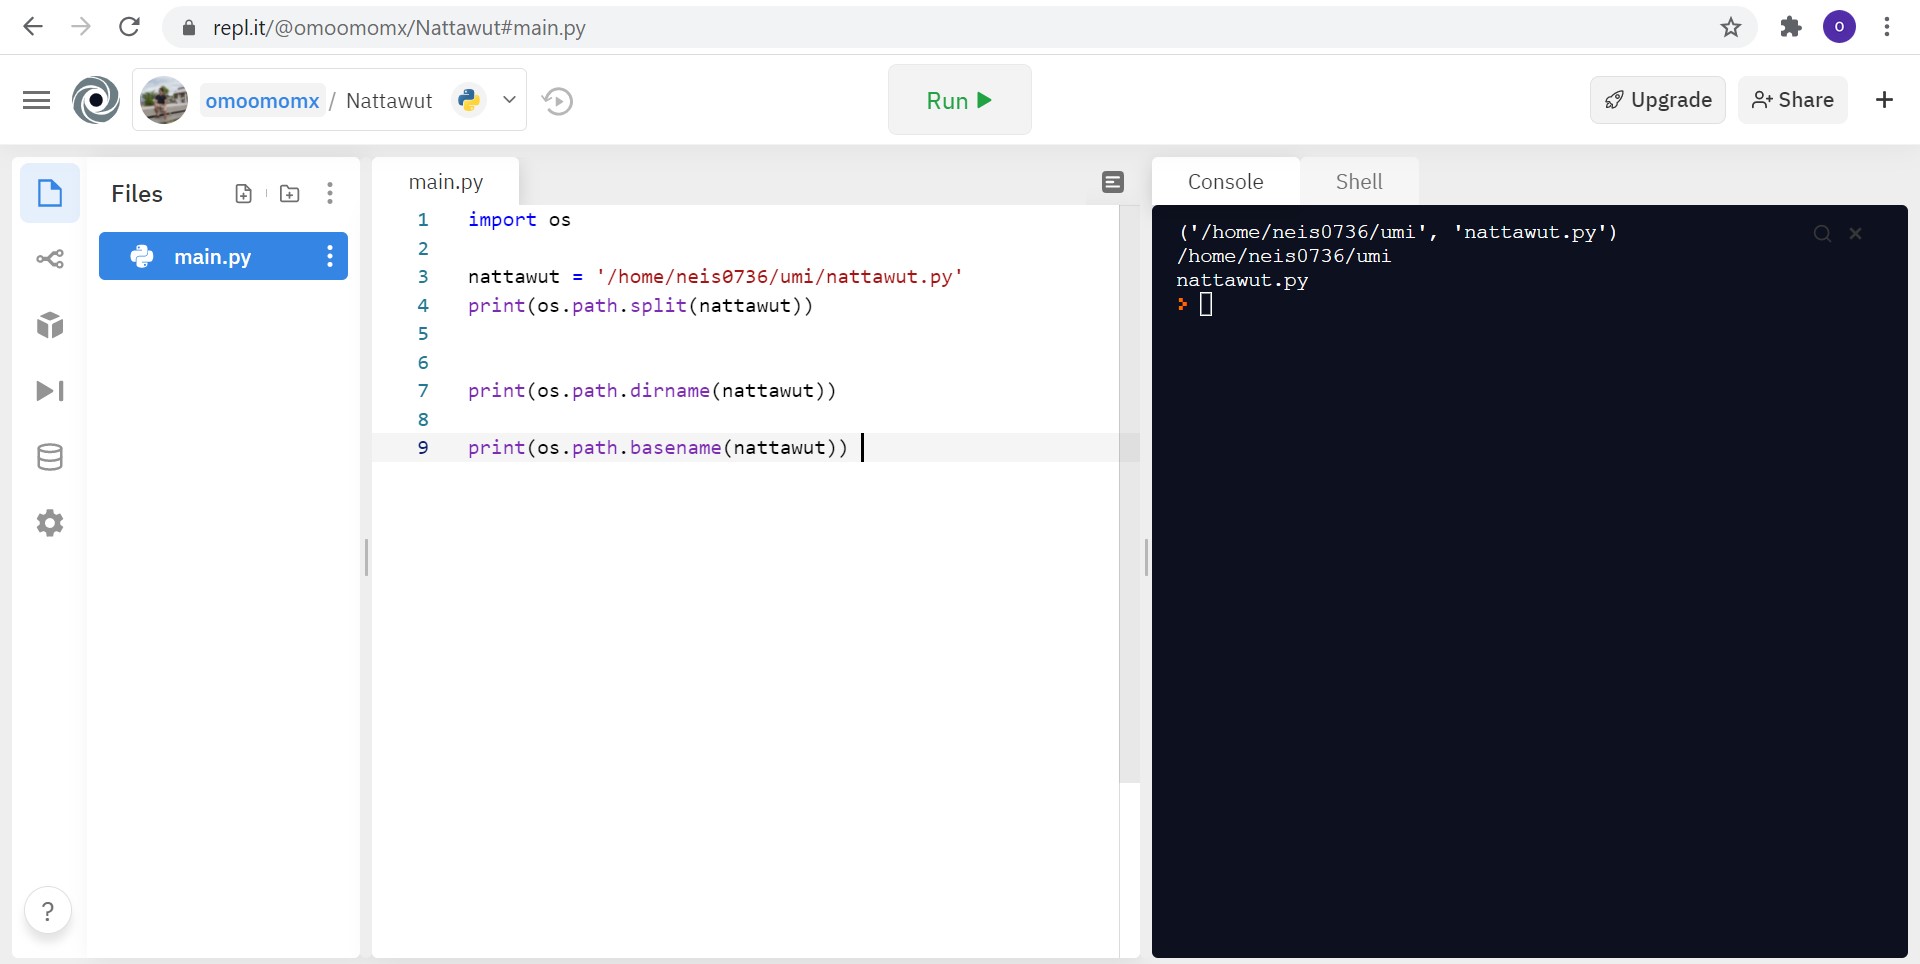 repl.it/@omoomomx/Nattawut#main.py
O
omoomomx / Nattawut
Run
Upgrade
Share
Files
main.py
main.py
1 import os
2
3 nattawut = '/home/neis0736/umi/nattawut.py'
4 print(os.path.split(nattawut))
5
6
7 print(os.path.dirname(nattawut))
8
9 print(os.path.basename(nattawut))
Console
Shell
('/home/neis0736/umi', 'nattawut.py')
/home/neis0736/umi
nattawut.py
?